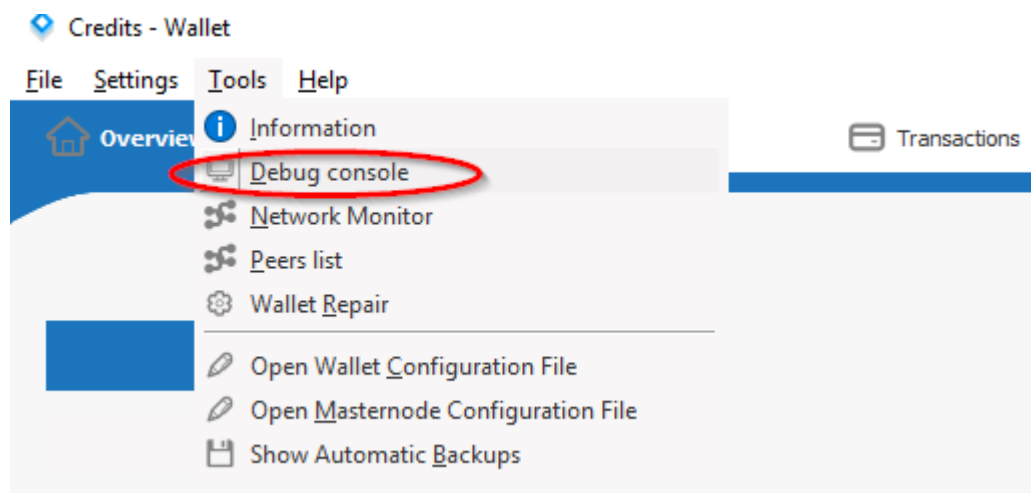 Credits - Wallet
File Settings Tools Help
Overview Transactions
Information
Debug console
Network Monitor
Peers list
Wallet Repair
Open Wallet Configuration File
Open Masternode Configuration File
Show Automatic Backups